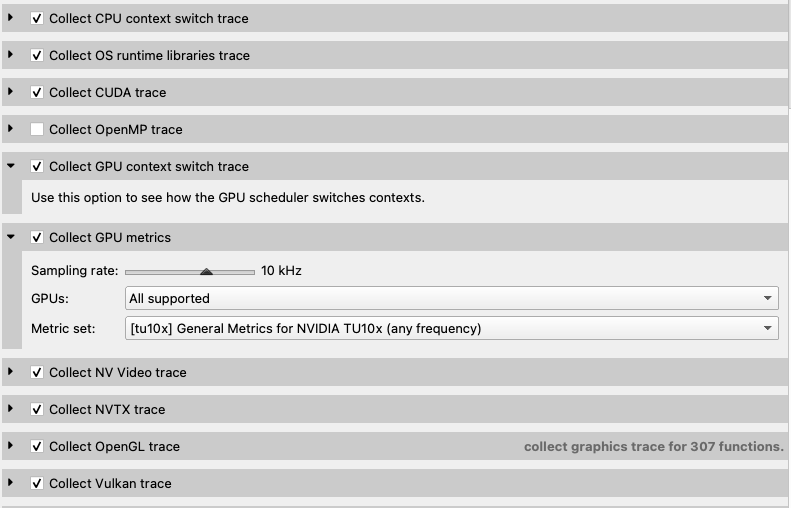 Collect CPU context switch trace
Collect OS runtime libraries trace
Collect CUDA trace
Collect OpenMP trace
Collect GPU context switch trace
Use this option to see how the GPU scheduler switches contexts.
Collect GPU metrics
Sampling rate: 10 kHz
GPUs: All supported
Metric set: [tu10x] General Metrics for NVIDIA TU10x (any frequency)
Collect NV Video trace
Collect NVTX trace
Collect OpenGL trace collect graphics trace for 307 functions.
Collect Vulkan trace